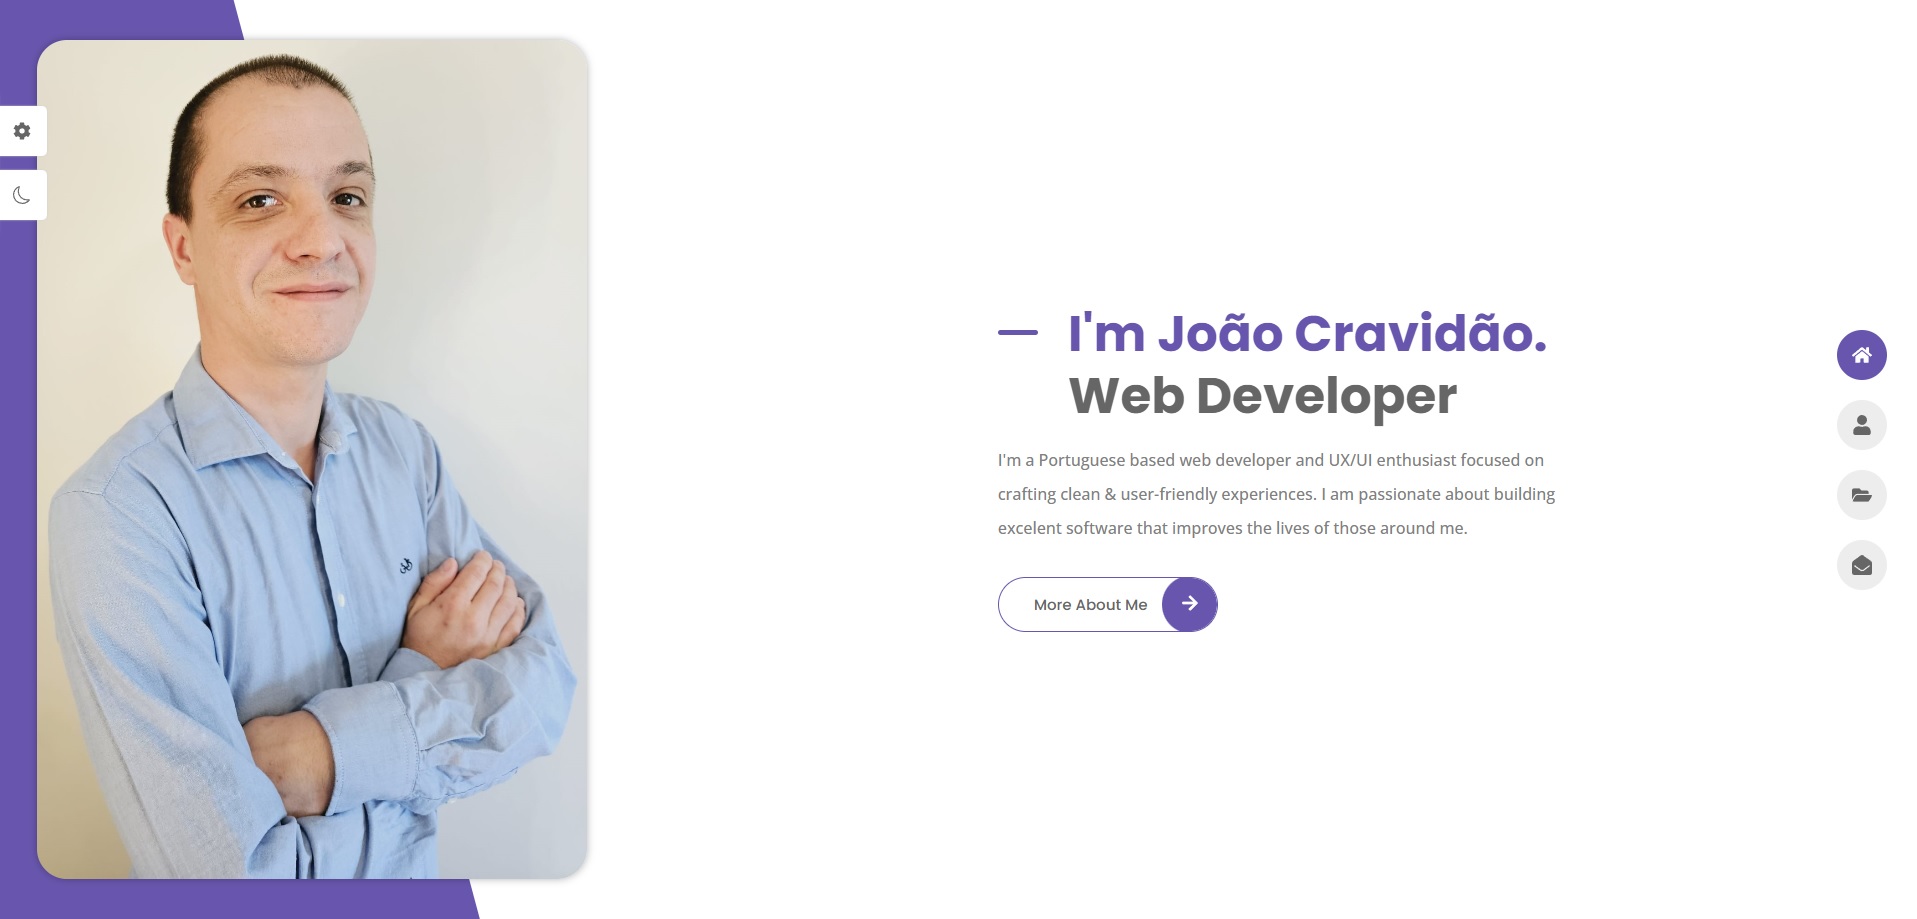 I'm João Cravidão.
Web Developer
I'm a Portuguese based web developer and UX/UI enthusiast focused on
crafting clean & user-friendly experiences. I am passionate about building
excelent software that improves the lives of those around me.
More About Me